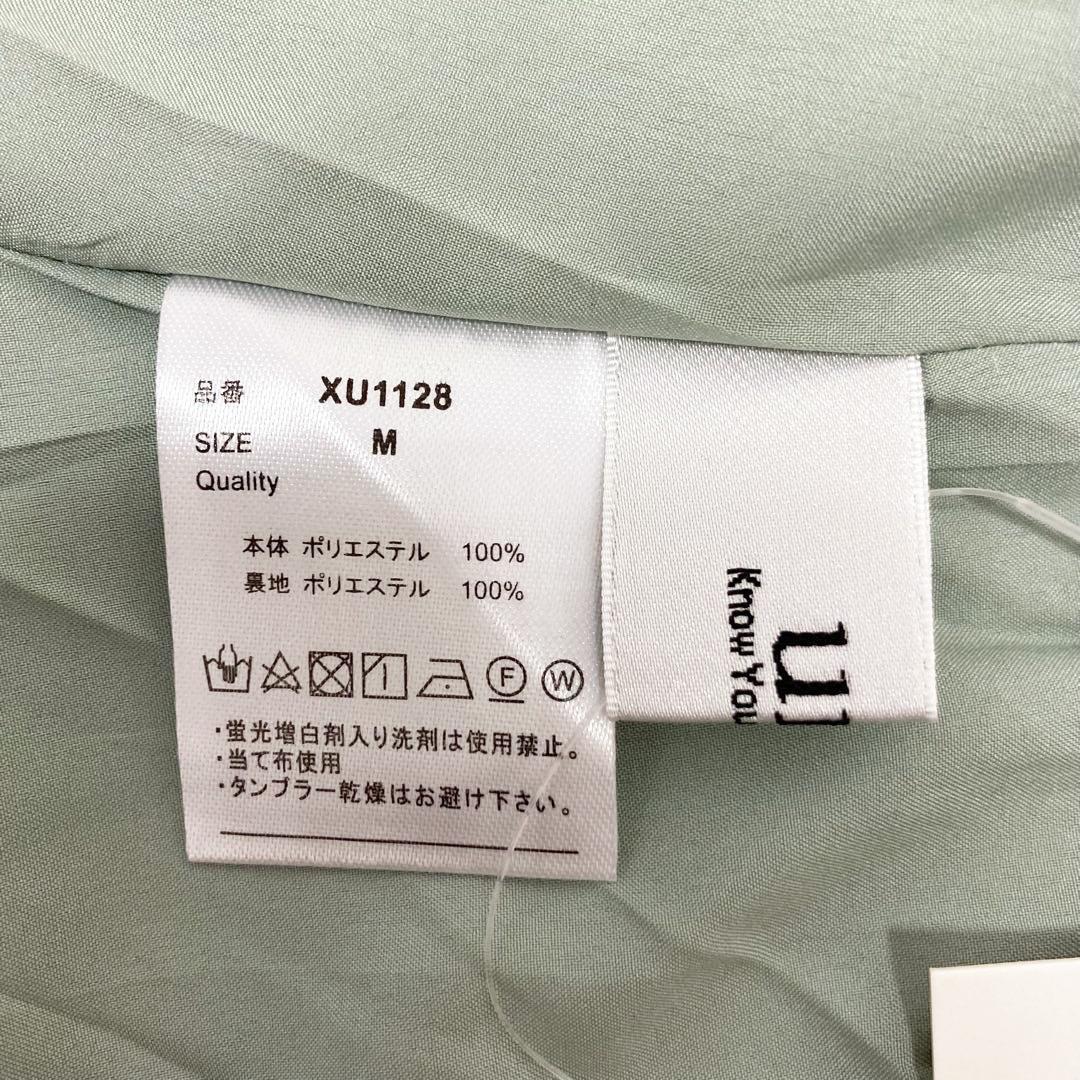 品番 XU1128
SIZE M
Quality
本体 ポリエステル 100%
裏地 ポリエステル 100%
F W
・蛍光増白剤入り洗剤は使用禁止。
・当て布使用
・タンブラー乾燥はお避け下さい。
Know You